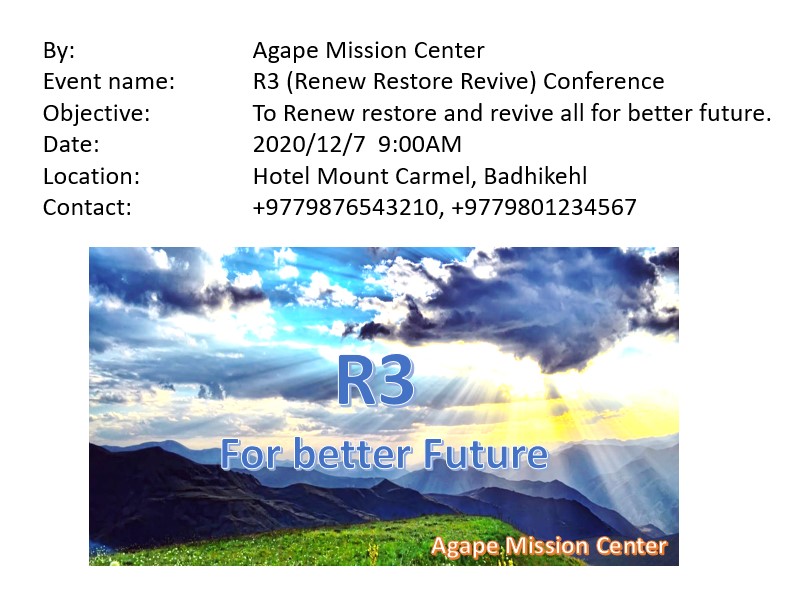 By: Agape Mission Center
Event name: R3 (Renew Restore Revive) Conference
Objective: To Renew restore and revive all for better future.
Date: 2020/12/7 9:00AM
Location: Hotel Mount Carmel, Badhikehl
Contact: +9779876543210, +9779801234567
R3
For better Future
Agape Mission Center